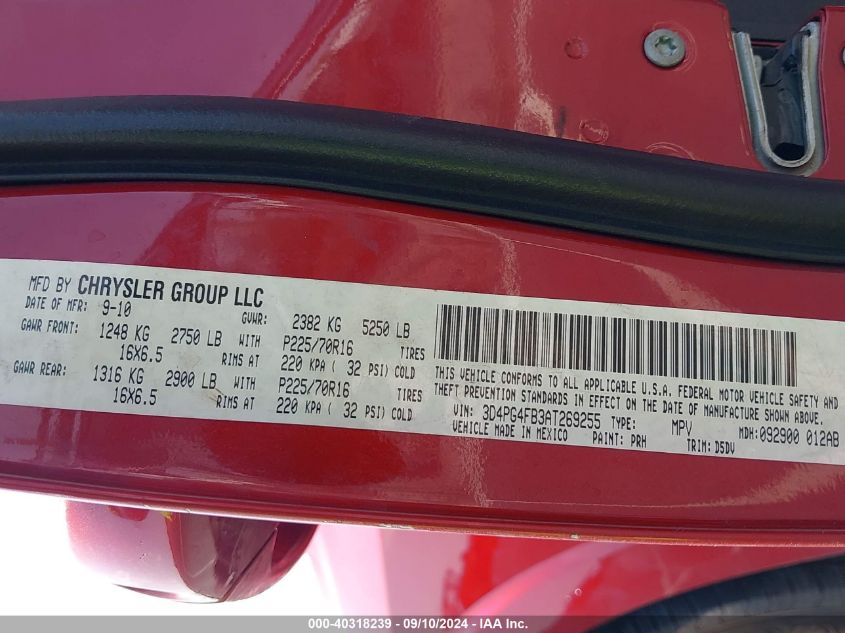 MFD BY CHRYSLER GROUP LLC
DATE OF MFR: 9-10 GVWR: 2382 KG 5250 LB
GAWR FRONT: 1248 KG 2750 LB WITH P225/70R16 TIRES
16X6.5 RIMS AT 220 KPA ( 32 PSI) COLD
GAWR REAR: 1316 KG 2900 LB WITH P225/70R16 TIRES
16X6.5 RIMS AT 220 KPA ( 32 PSI) COLD
THIS VEHICLE CONFORMS TO ALL APPLICABLE U.S.A. FEDERAL MOTOR VEHICLE SAFETY AND
THEFT PREVENTION STANDARDS IN EFFECT ON THE DATE OF MANUFACTURE SHOWN ABOVE.
VIN: 3D4PG4FB3AT269255 TYPE: MPV MDH:092900 012AB
VEHICLE MADE IN MEXICO PAINT: PRH TRIM: D5DV
000-40318239 - 09/10/2024 - IAAI.com